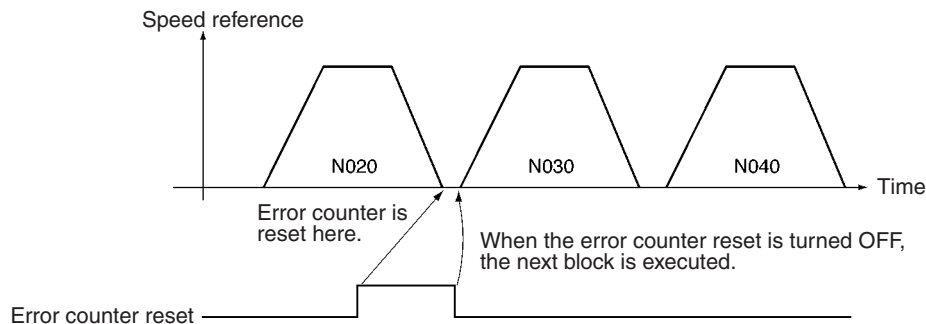 Speed reference
N020
N030
N040
Time
Error counter is
reset here.
When the error counter reset is turned OFF,
the next block is executed.
Error counter reset